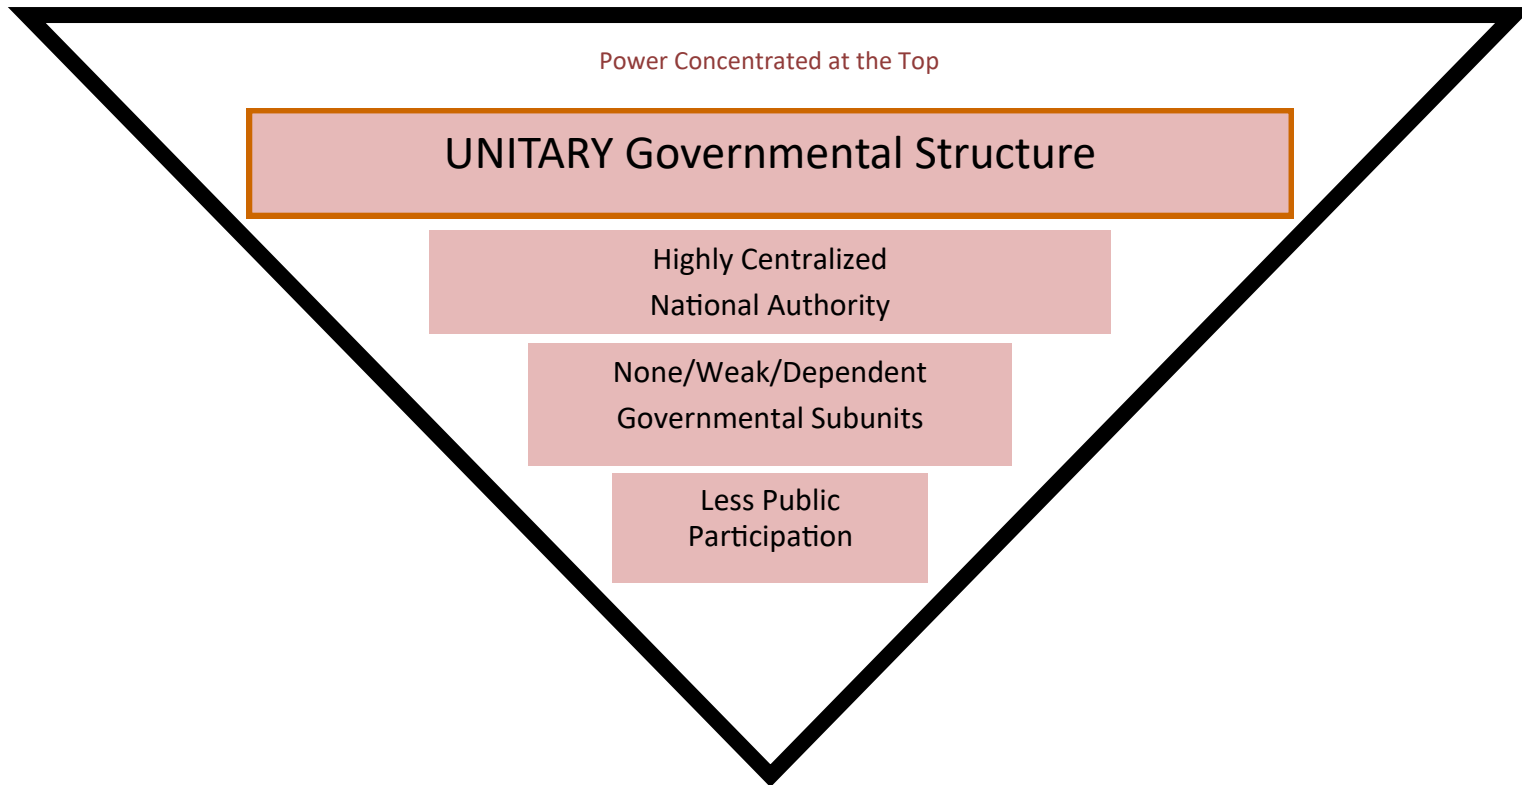 Power Concentrated at the Top
UNITARY Governmental Structure
Highly Centralized
National Authority
None/Weak/Dependent
Governmental Subunits
Less Public
Participation